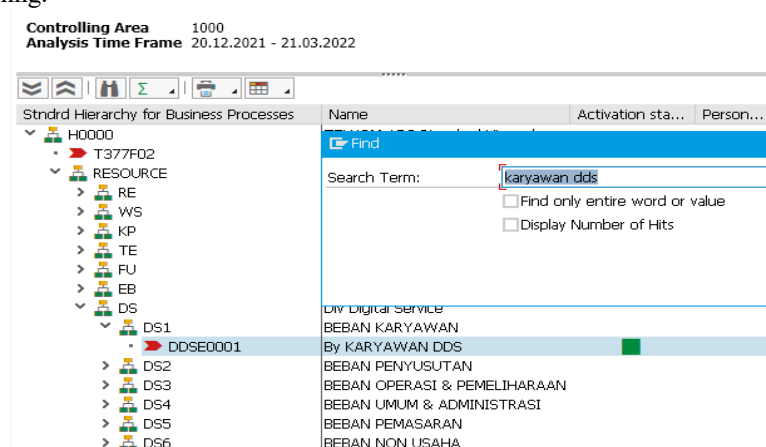 Controlling Area 1000
Analysis Time Frame 20.12.2021 - 21.03.2022
Stndrd Hierarchy for Business Processes Name Activation sta... Person...
H0000
Find
T377F02
RESOURCE
Search Term: karyawan dds
RE
Find only entire word or value
WS
Display Number of Hits
KP
TE
FU
EB
DS Div Digital Service
DS1 BEBAN KARYAWAN
DDSE0001 By KARYAWAN DDS
DS2 BEBAN PENYUSUTAN
DS3 BEBAN OPERASI & PEMELIHARAAN
DS4 BEBAN UMUM & ADMINISTRASI
DS5 BEBAN PEMASARAN
DS6 BEBAN NON USAHA